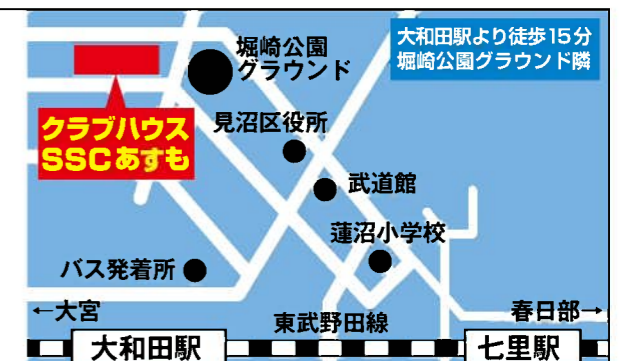 堀崎公園
グラウンド
大和田駅より徒歩15分
堀崎公園グラウンド隣
クラブハウス
SSCあすも
見沼区役所
武道館
蓮沼小学校
バス発着所
←大宮
東武野田線
春日部→
大和田駅
七里駅